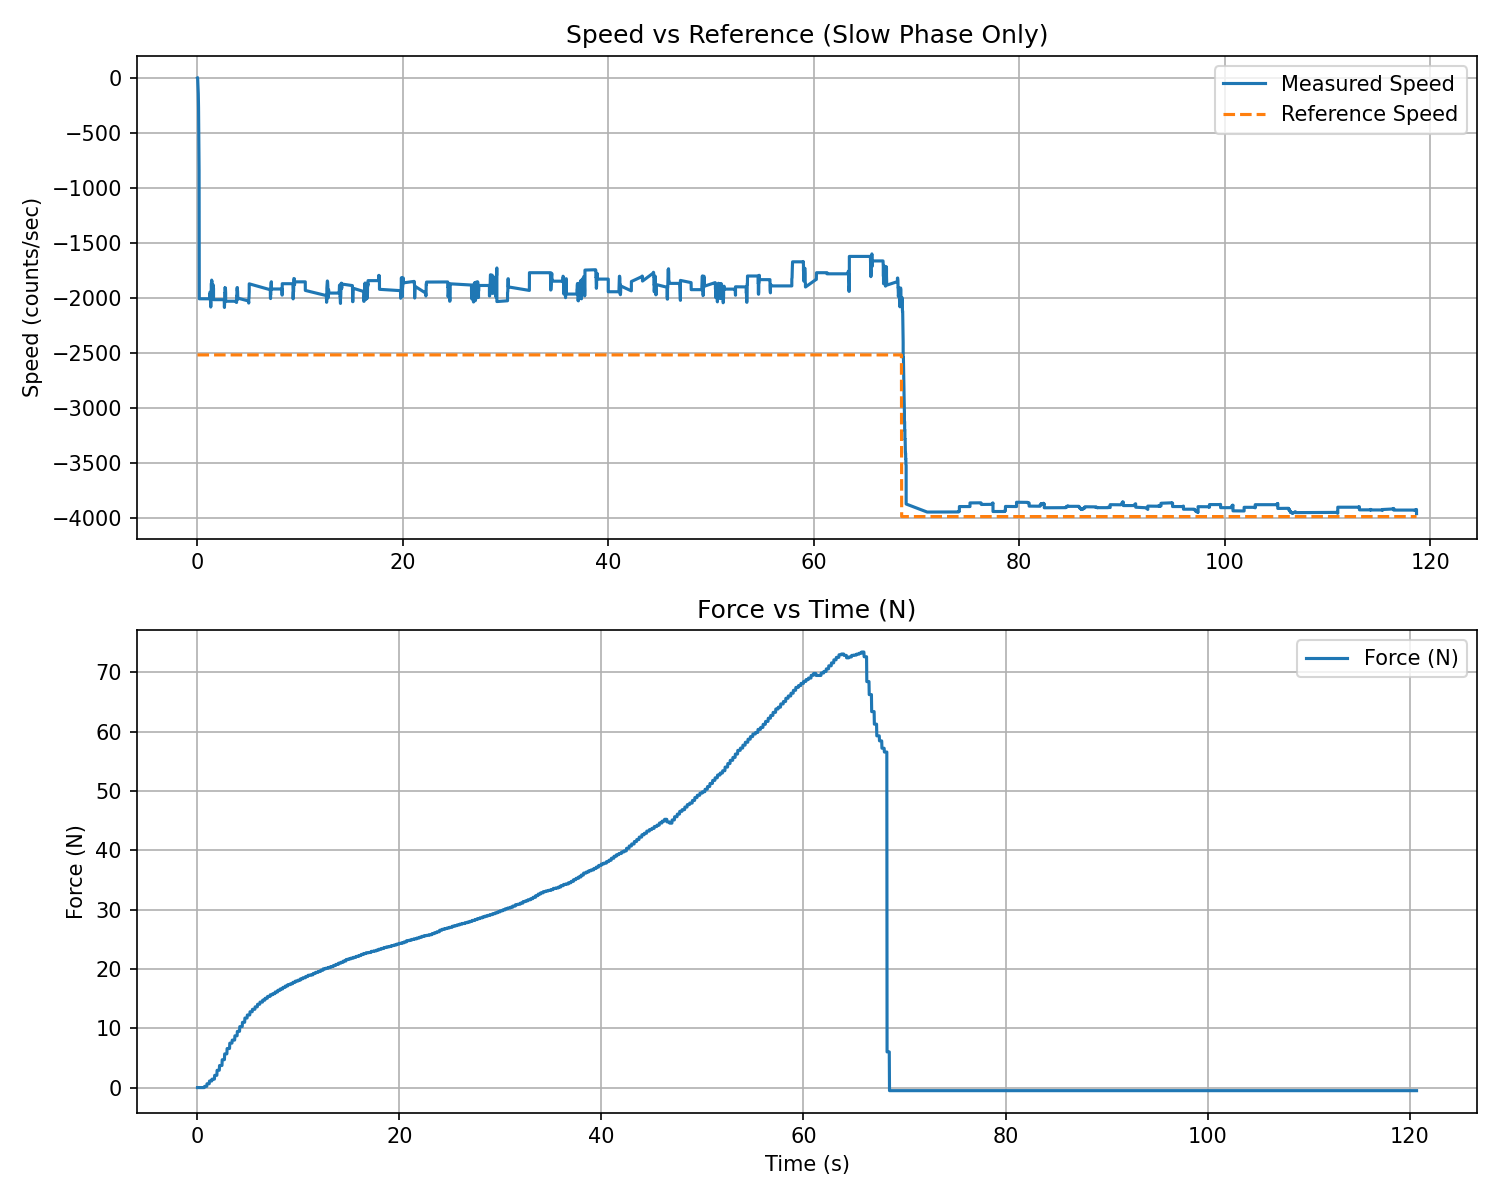 Speed vs Reference (Slow Phase Only)
Measured Speed
Reference Speed
Speed (counts/sec)
0
−500
−1000
−1500
−2000
−2500
−3000
−3500
−4000
0 20 40 60 80 100 120
Force vs Time (N)
Force (N)
Force (N)
70
60
50
40
30
20
10
0
0 20 40 60 80 100 120
Time (s)